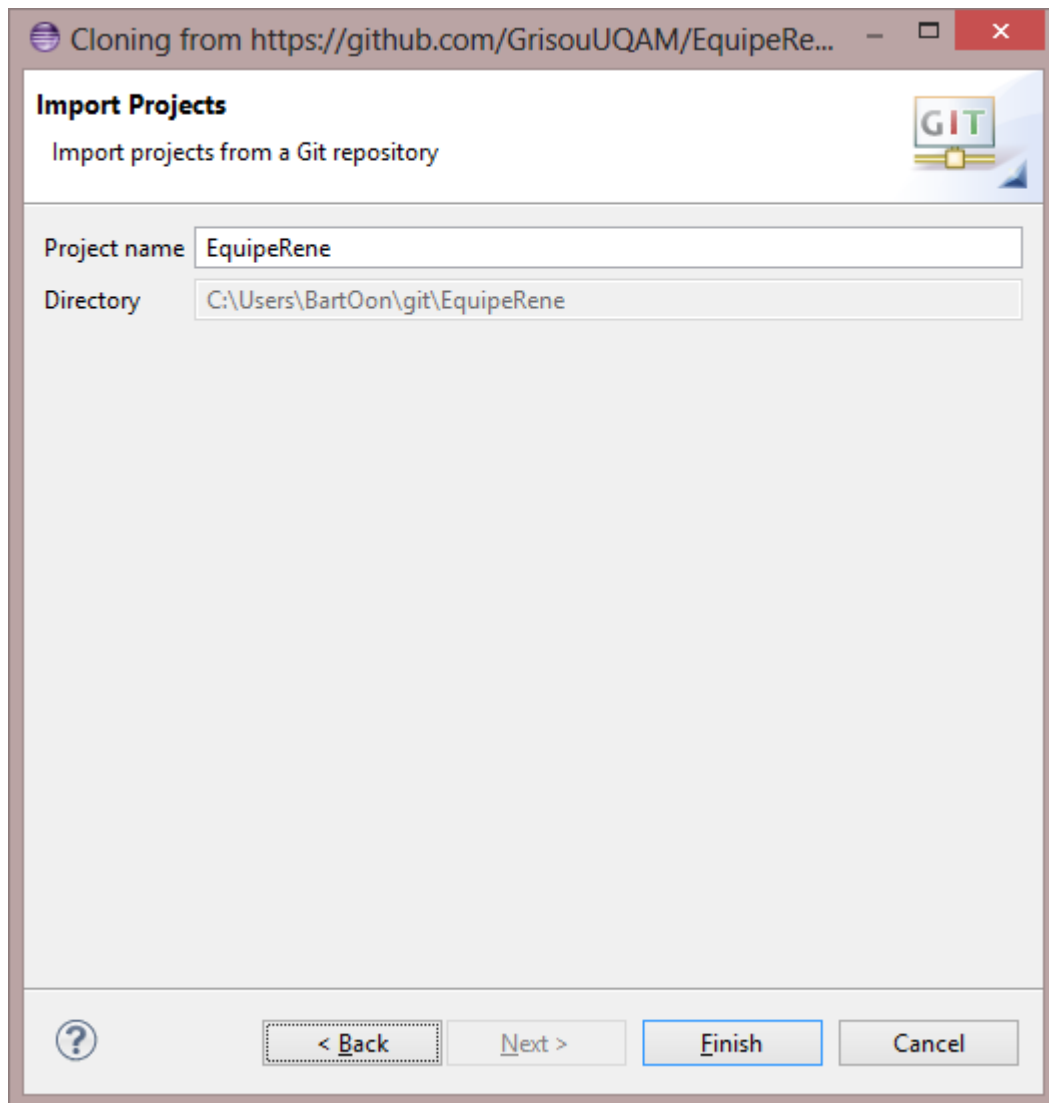 Cloning from https://github.com/GrisouUQAM/EquipeRe...
Import Projects
Import projects from a Git repository
GIT
Project name EquipeRene
Directory C:\Users\BartOon\git\EquipeRene
? < Back Next > Finish Cancel